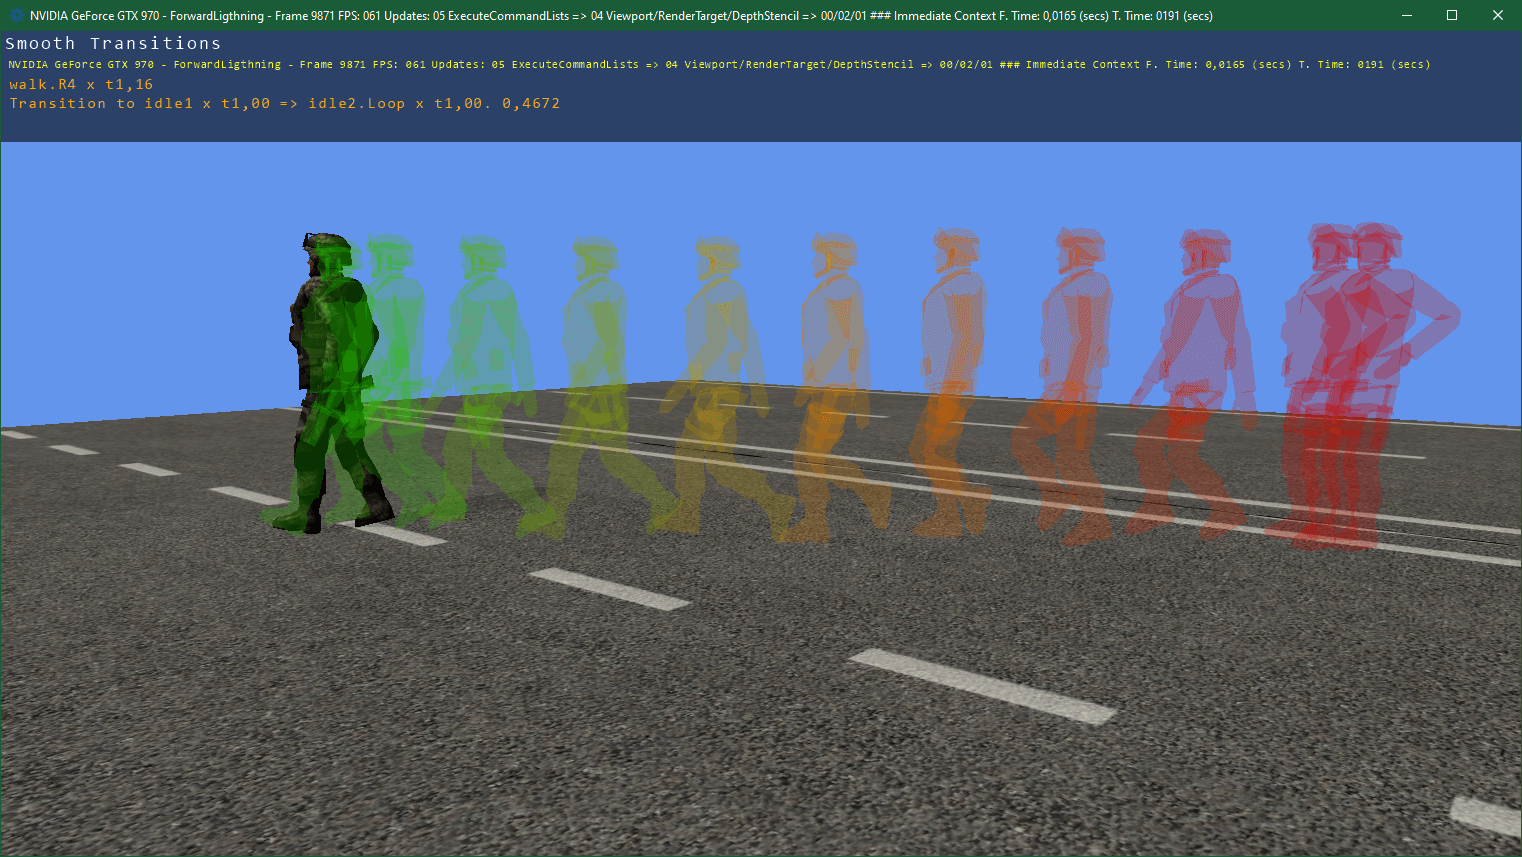 NVIDIA GeForce GTX 970 - ForwardLigthning - Frame 9871 FPS: 061 Updates: 05 ExecuteCommandLists => 04 Viewport/RenderTarget/DepthStencil => 00/02/01 ### Immediate Context F. Time: 0,0165 (secs) T. Time: 0191 (secs)
Smooth Transitions
NVIDIA GeForce GTX 970 - ForwardLigthning - Frame 9871 FPS: 061 Updates: 05 ExecuteCommandLists => 04 Viewport/RenderTarget/DepthStencil => 00/02/01 ### Immediate Context F. Time: 0,0165 (secs) T. Time: 0191 (secs)
walk.R4 x t1,16
Transition to idle1 x t1,00 => idle2.Loop x t1,00. 0,4672